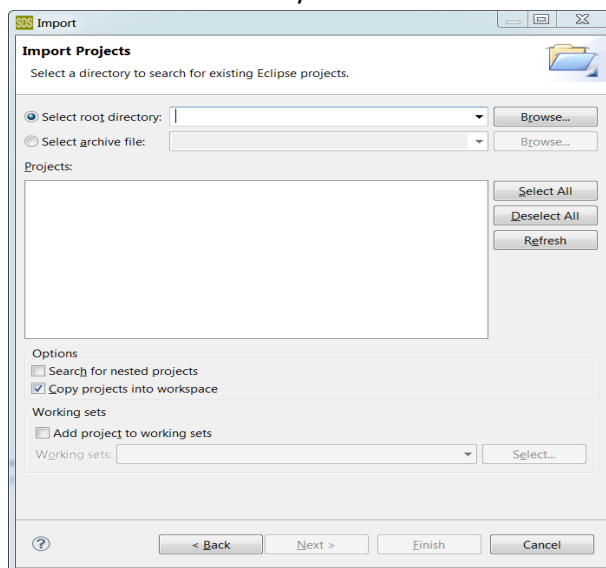 SDS Import
Import Projects
Select a directory to search for existing Eclipse projects.
Select root directory: Browse...
Select archive file: Browse...
Projects:
Select All
Deselect All
Refresh
Options
Search for nested projects
Copy projects into workspace
Working sets
Add project to working sets
Working sets: Select...
? < Back Next > Finish Cancel